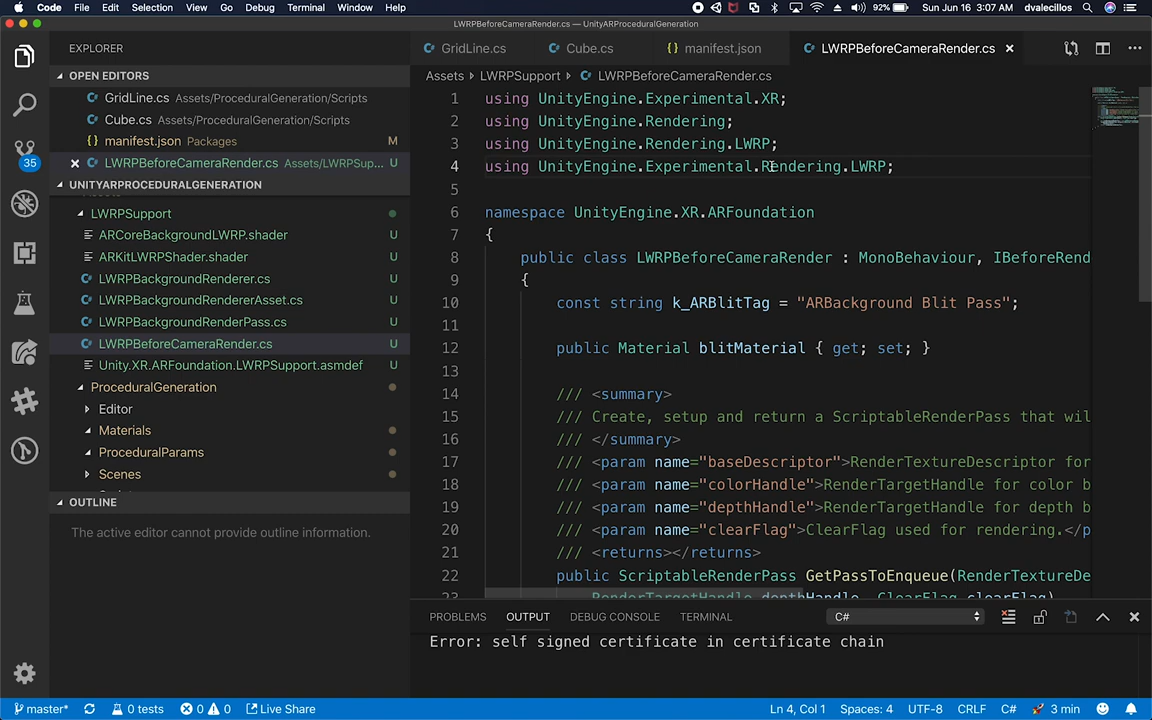 Code File Edit Selection View Go Debug Terminal Window Help 92% Sun Jun 16 3:07 AM dvalecillos
LWRPBeforeCameraRender.cs — UnityARProceduralGeneration
EXPLORER
GridLine.cs Cube.cs manifest.json LWRPBeforeCameraRender.cs
OPEN EDITORS
Assets LWRPSupport LWRPBeforeCameraRender.cs
GridLine.cs Assets/ProceduralGeneration/Scripts
Cube.cs Assets/ProceduralGeneration/Scripts
manifest.json Packages M
LWRPBeforeCameraRender.cs Assets/LWRPSup... U
UNITYARPROCEDURALGENERATION
LWRPSupport
ARCoreBackgroundLWRP.shader U
ARKitLWRPShader.shader U
LWRPBackgroundRenderer.cs U
LWRPBackgroundRendererAsset.cs U
LWRPBackgroundRenderPass.cs U
LWRPBeforeCameraRender.cs U
Unity.XR.ARFoundation.LWRPSupport.asmdef U
ProceduralGeneration
Editor
Materials
ProceduralParams
Scenes
OUTLINE
The active editor cannot provide outline information.
35
1 using UnityEngine.Experimental.XR;
2 using UnityEngine.Rendering;
3 using UnityEngine.Rendering.LWRP;
4 using UnityEngine.Experimental.Rendering.LWRP;
5
6 namespace UnityEngine.XR.ARFoundation
7 {
8 public class LWRPBeforeCameraRender : MonoBehaviour, IBeforeRend
9 {
10 const string k_ARBlitTag = "ARBackground Blit Pass";
11
12 public Material blitMaterial { get; set; }
13
14 /// <summary>
15 /// Create, setup and return a ScriptableRenderPass that wil
16 /// </summary>
17 /// <param name="baseDescriptor">RenderTextureDescriptor for
18 /// <param name="colorHandle">RenderTargetHandle for color b
19 /// <param name="depthHandle">RenderTargetHandle for depth b
20 /// <param name="clearFlag">ClearFlag used for rendering.</p
21 /// <returns></returns>
22 public ScriptableRenderPass GetPassToEnqueue(RenderTextureDe
23 RenderTargetHandle depthHandle, ClearFlag clearFlag)
PROBLEMS OUTPUT DEBUG CONSOLE TERMINAL C#
Error: self signed certificate in certificate chain
master* 0 tests 0 0 Live Share Ln 4, Col 1 Spaces: 4 UTF-8 CRLF C# 3 min